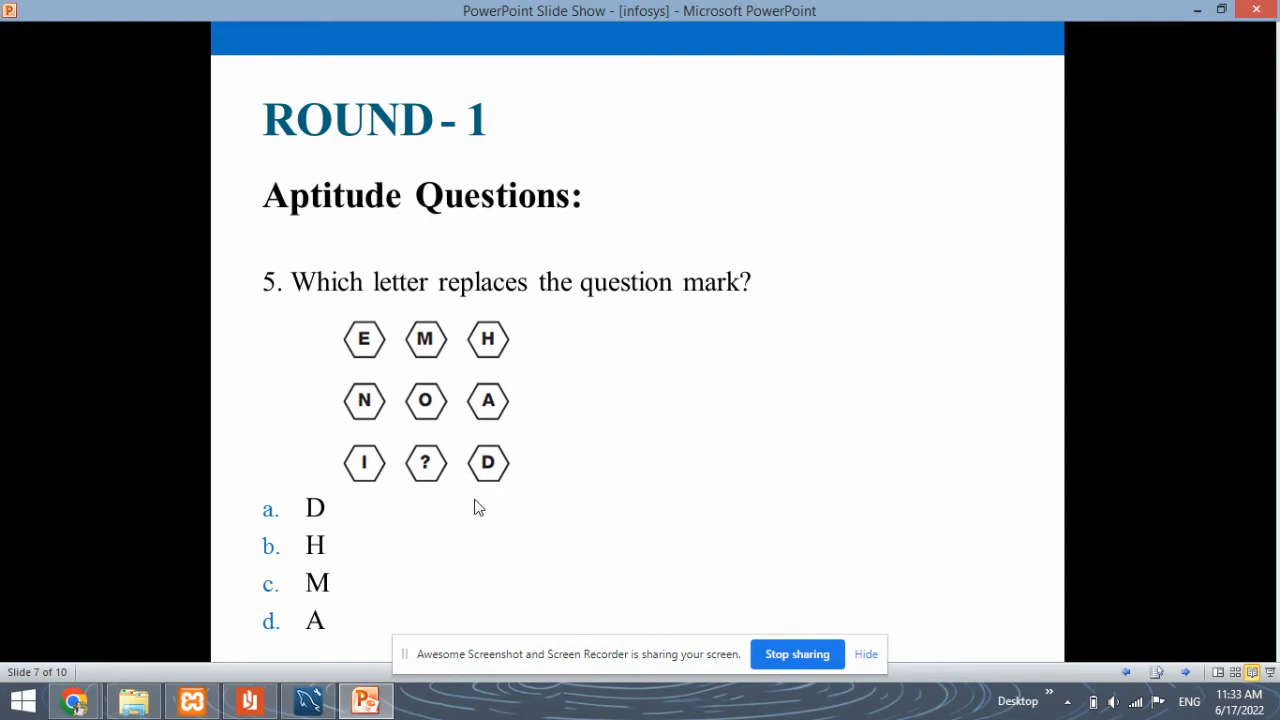 PowerPoint Slide Show - [infosys] - Microsoft PowerPoint
ROUND - 1
Aptitude Questions:
5. Which letter replaces the question mark?
E M H
N O A
I ? D
a. D
b. H
c. M
d. A
Awesome Screenshot and Screen Recorder is sharing your screen. Stop sharing Hide
Slide 7 of 10
Desktop » ENG 11:33 AM
6/17/2022